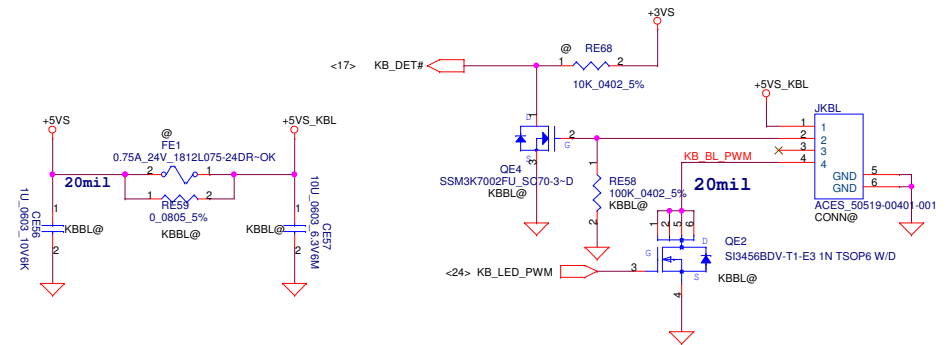 +5VS
@
FE1
0.75A_24V_1812L075-24DR~OK
2
1
20mil
2
1
RE59
0_0805_5%
KBBL@
1U_0603_10V6K
CE56
1
KBBL@
2
+5VS_KBL
10U_0603_6.3V6M
CE57
1
KBBL@
2
+3VS
<17> KB_DET#
@
RE68
1
2
10K_0402_5%
D
1
2
G
S
3
QE4
SSM3K7002FU_SC70-3~D
KBBL@
1
RE58
100K_0402_5%
KBBL@
2
+5VS_KBL
JKBL
1
1
2
2
3
3
4
4
KB_BL_PWM
GND
5
GND
6
ACES_50519-00401-001
CONN@
20mil
1
2
5
6
D
QE2
G
SI3456BDV-T1-E3 1N TSOP6 W/D
<24> KB_LED_PWM
3
S
KBBL@
4